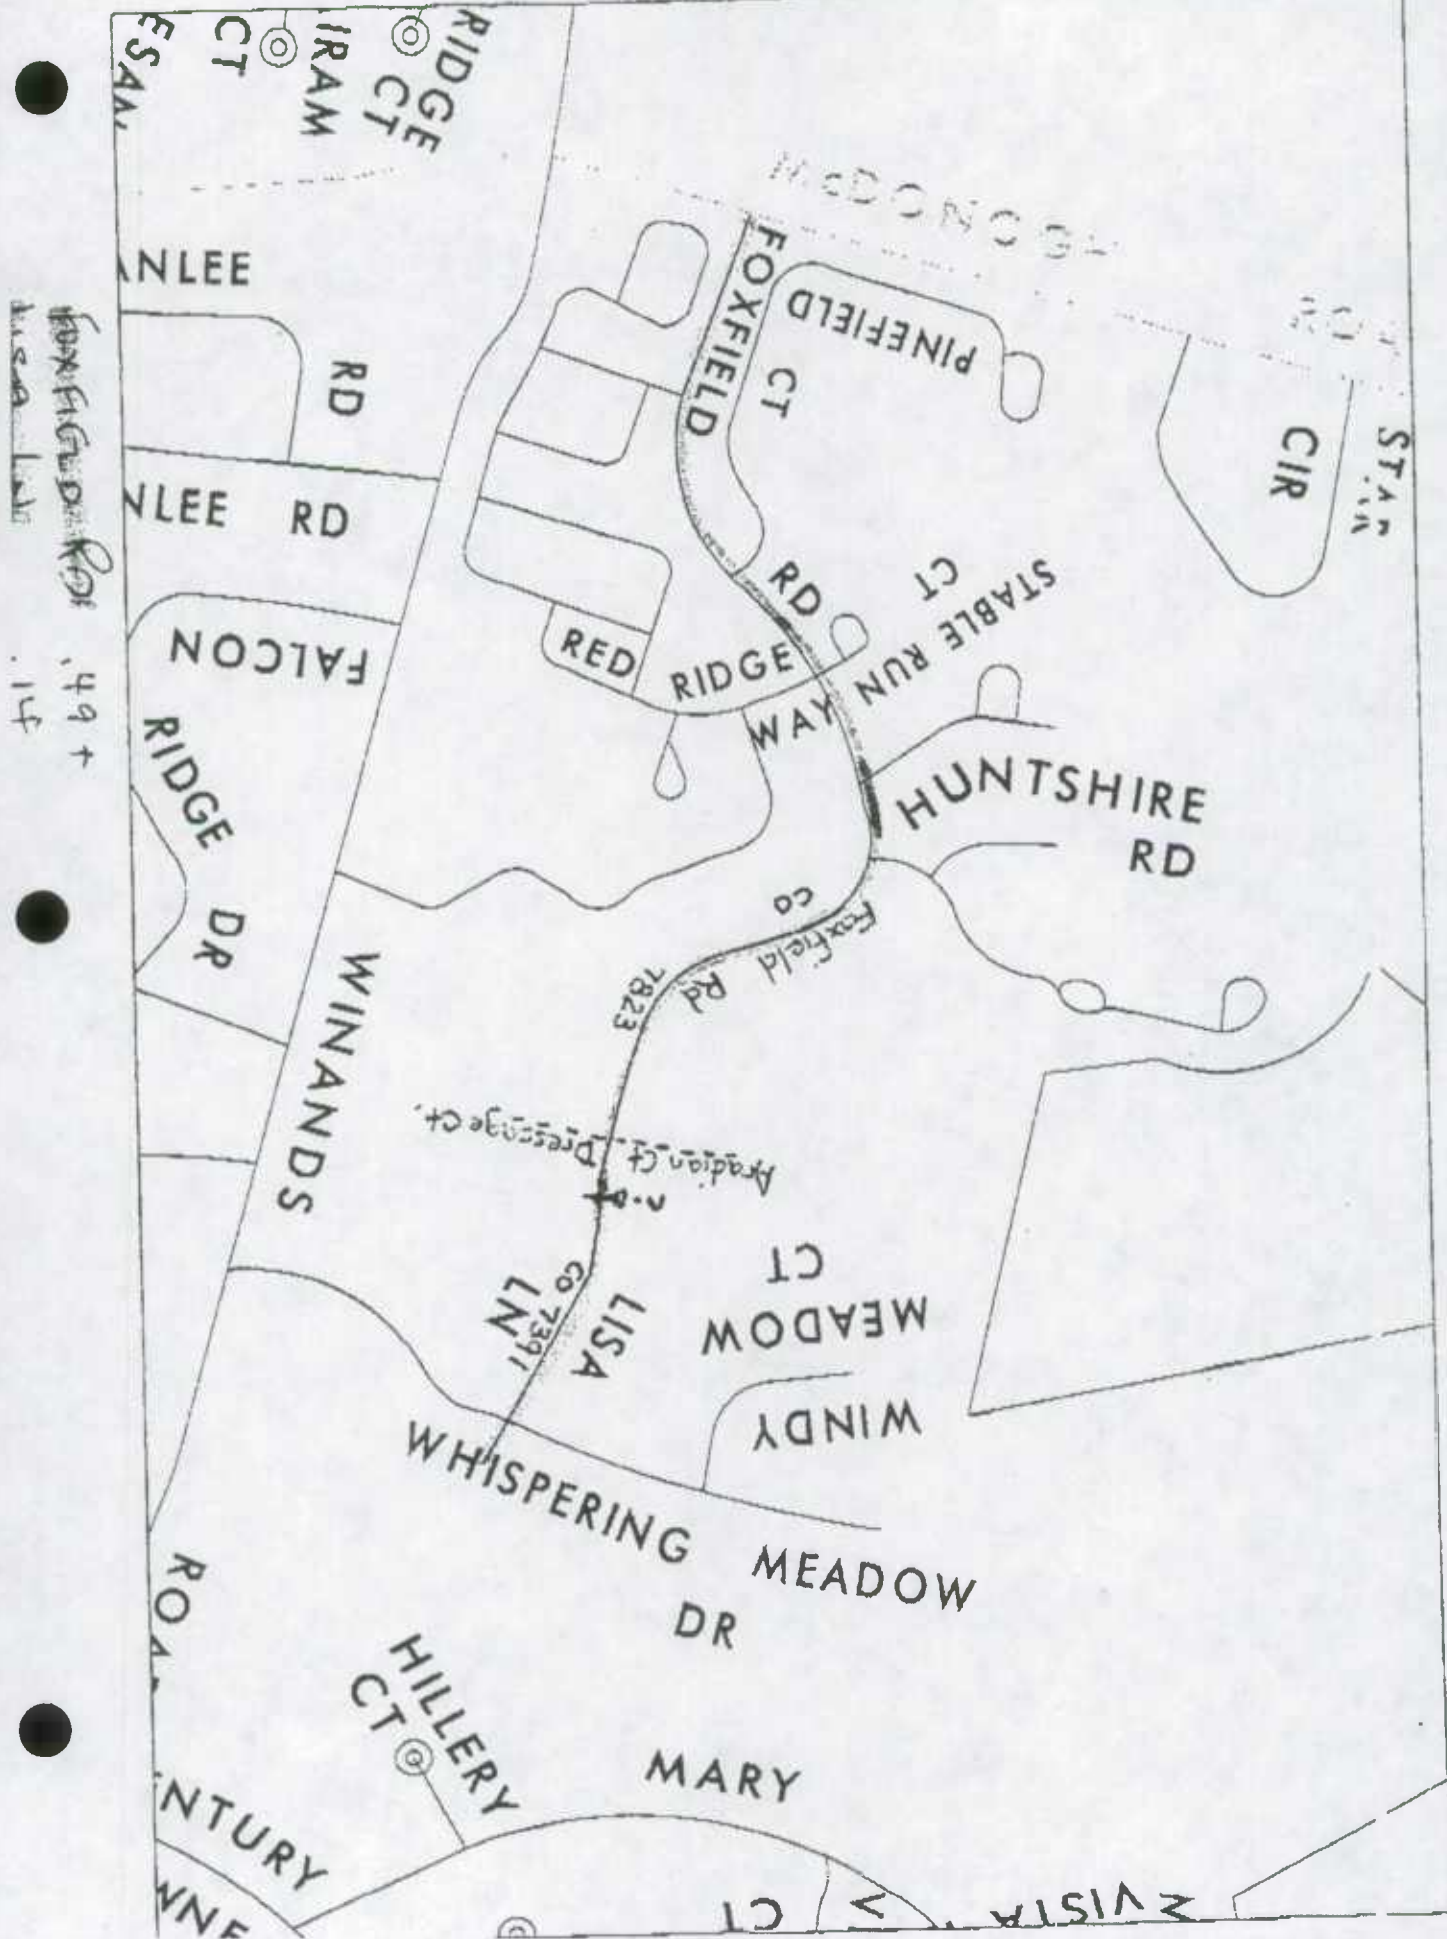 RIDGE
CT
IRAM
CT
McDONOGH
ANLEE
RD
NLEE RD
FALCON
RIDGE
DR
FOXFIELD
RD
PINEFIELD
CT
CIR
STABLE RUN
CT
RED RIDGE
WAY
HUNTSHIRE
RD
CO
Foxfield Rd
7823
WINANDS
Dressage Ct.
Aradian Ct
LISA
LN
CO 7391
WINDY
MEADOW
CT
WHISPERING MEADOW
DR
ROA
HILLERY
CT
MARY
NTURY
WNE
VISTA
CT
.49 +
.14